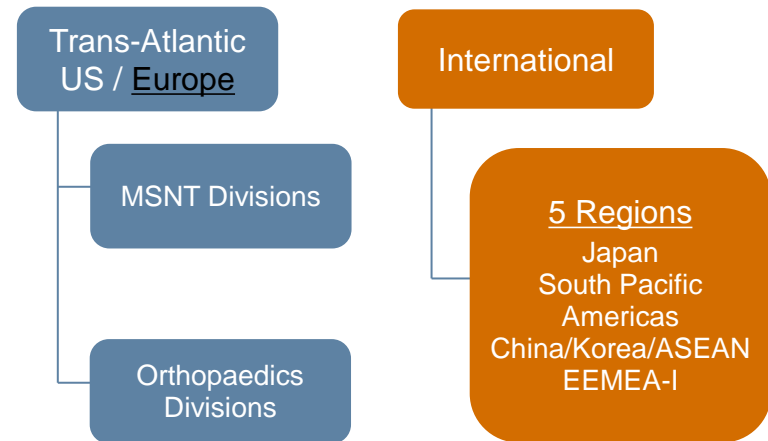 Trans-Atlantic
US / Europe
International
MSNT Divisions
Orthopaedics
Divisions
5 Regions
Japan
South Pacific
Americas
China/Korea/ASEAN
EEMEA-I